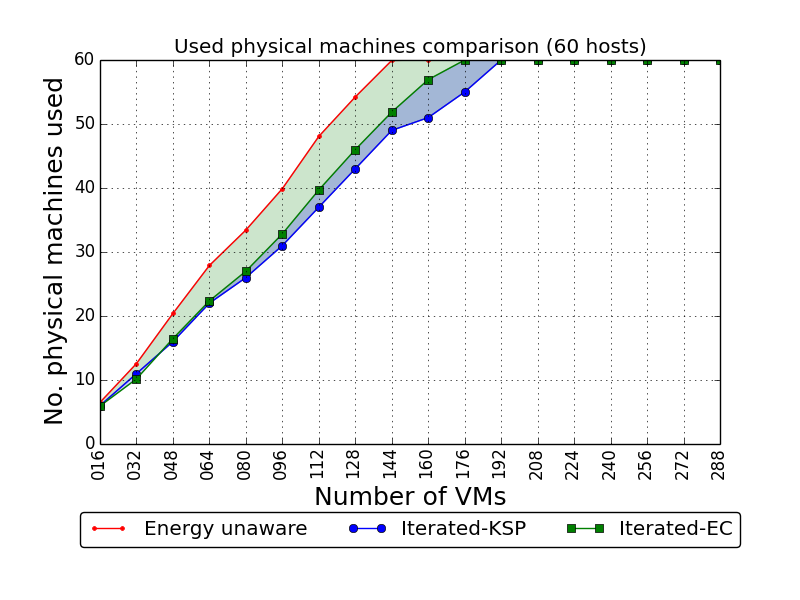 Used physical machines comparison (60 hosts)
No. physical machines used
60
50
40
30
20
10
0
016 032 048 064 080 096 112 128 144 160 176 192 208 224 240 256 272 288
Number of VMs
Energy unaware Iterated-KSP Iterated-EC